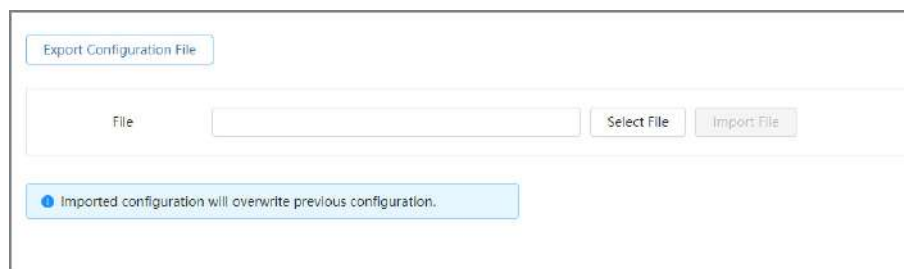 Export Configuration File
File Select File Import File
Imported configuration will overwrite previous configuration.